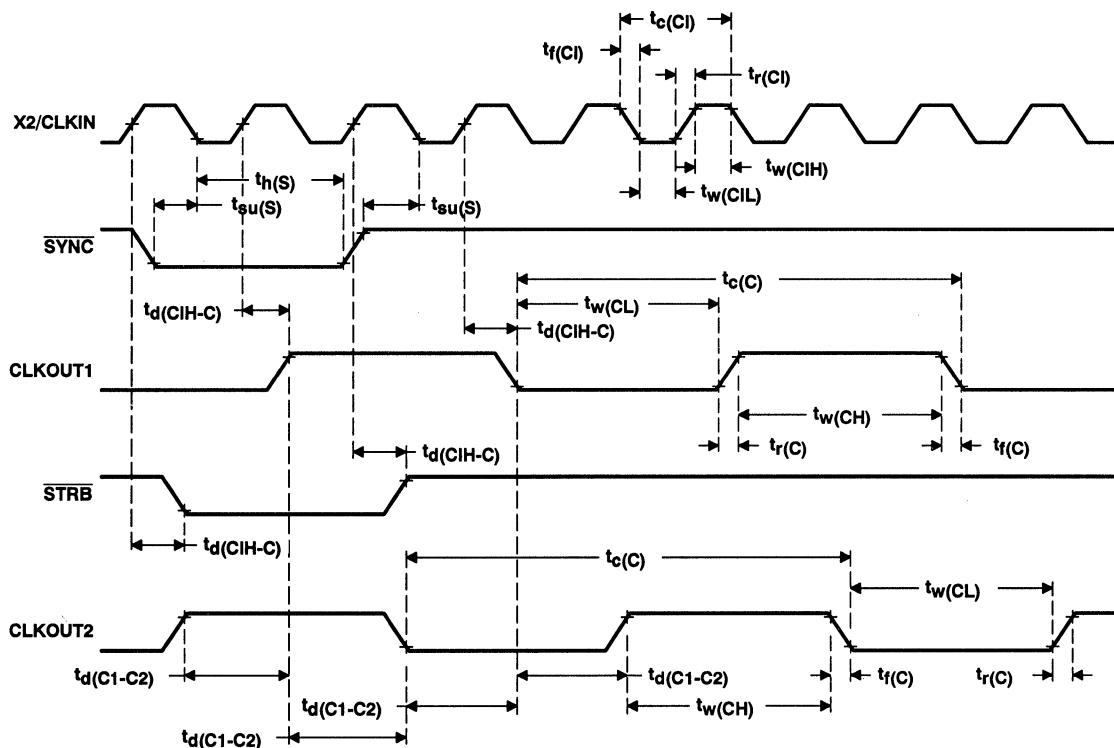 tc(CI)
tf(CI)
tr(CI)
X2/CLKIN
th(S)
tw(CIH)
tsu(S)
tsu(S)
tw(CIL)
SYNC
tc(C)
td(CIH-C)
tw(CL)
td(CIH-C)
CLKOUT1
tw(CH)
td(CIH-C)
tr(C)
tf(C)
STRB
td(CIH-C)
tc(C)
tw(CL)
CLKOUT2
td(C1-C2)
td(C1-C2)
tf(C)
tr(C)
td(C1-C2)
tw(CH)
td(C1-C2)